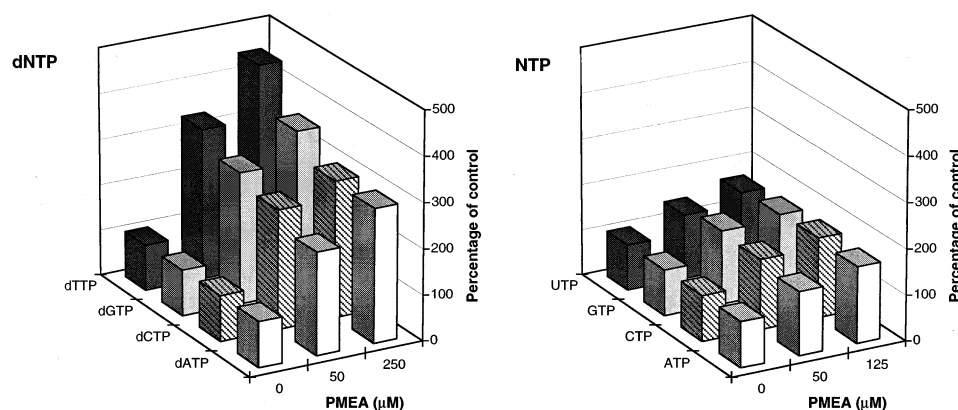 dNTP
500
400
300
200
100
0
Percentage of control
dTTP
dGTP
dCTP
dATP
0
50
250
PMEA (µM)
NTP
500
400
300
200
100
0
Percentage of control
UTP
GTP
CTP
ATP
0
50
125
PMEA (µM)